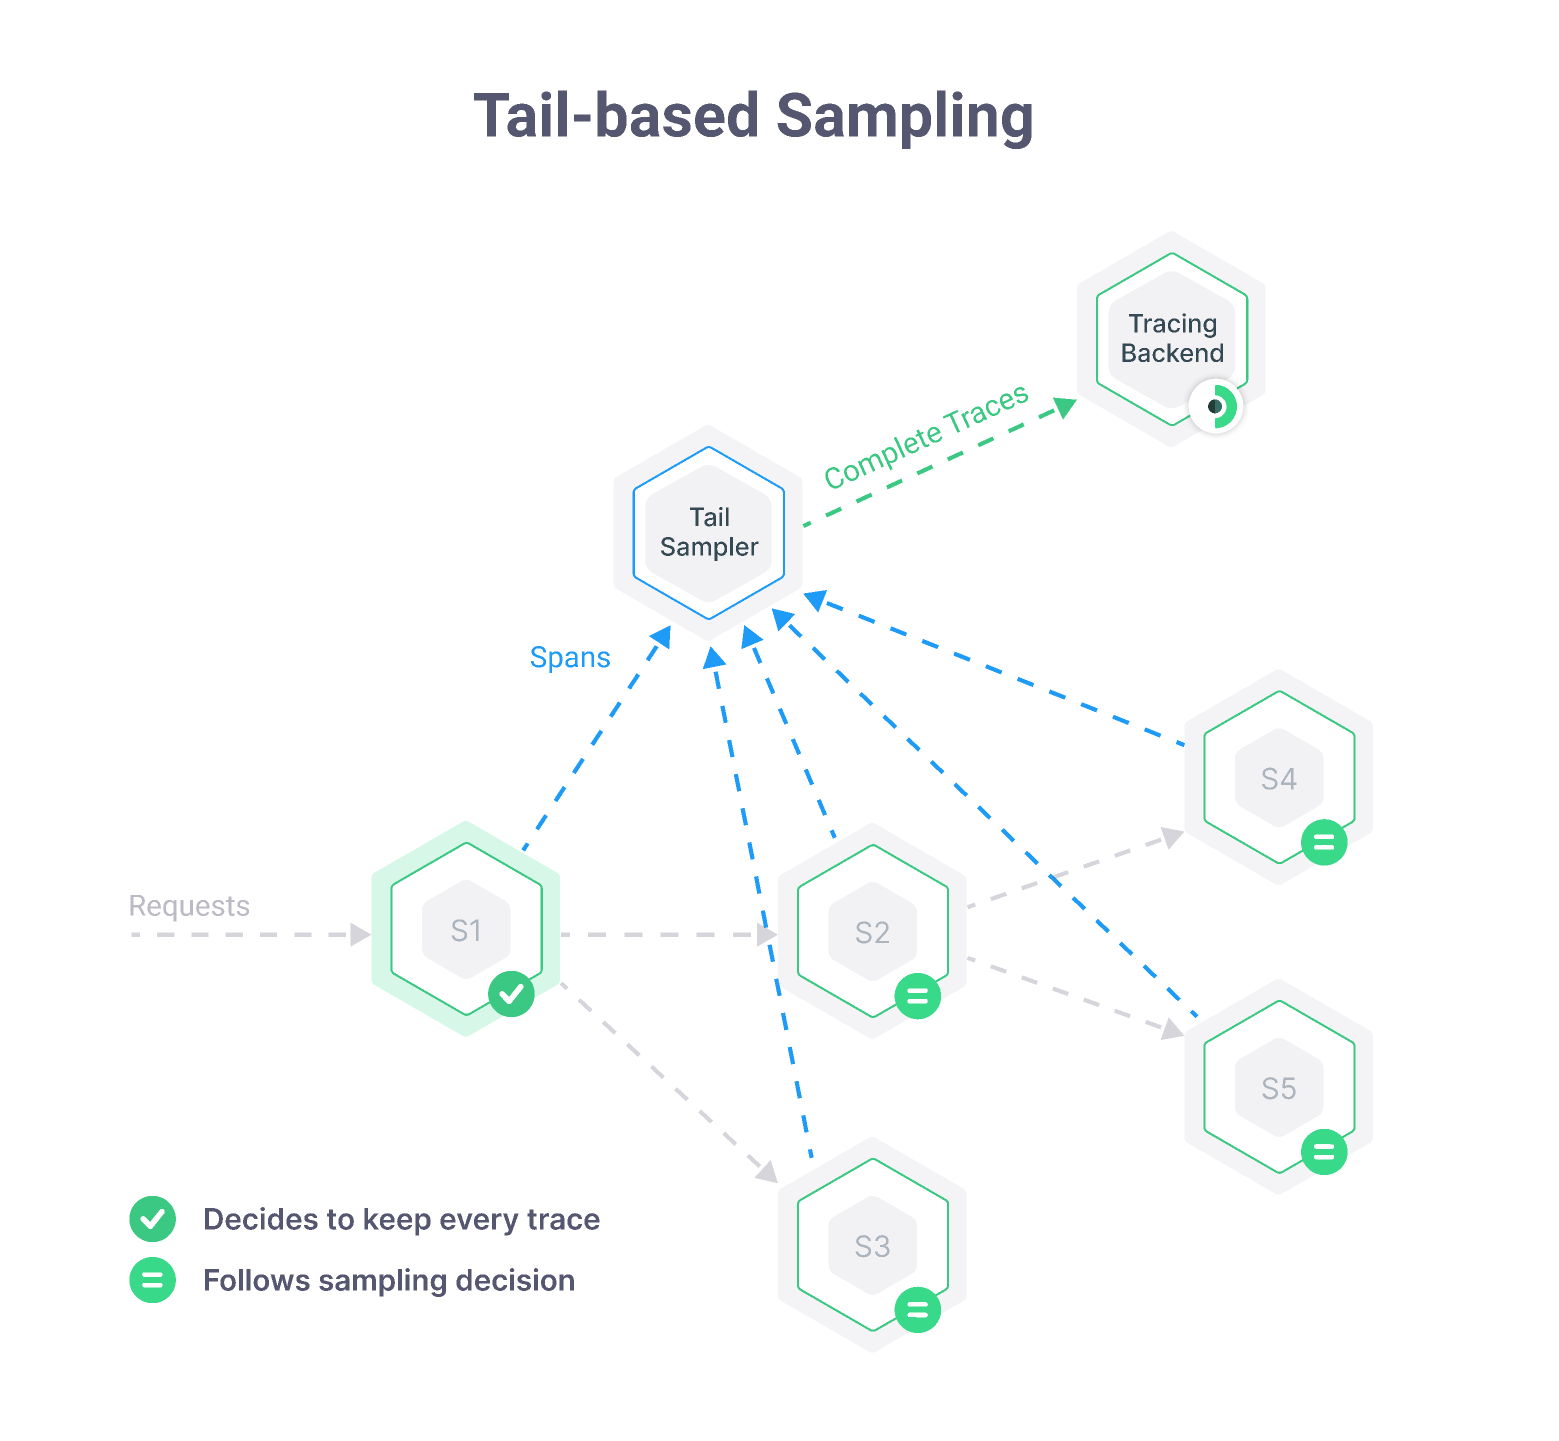 Tail-based Sampling
Tracing
Backend
Complete Traces
Tail
Sampler
Spans
S4
Requests
S1
S2
S5
S3
Decides to keep every trace
Follows sampling decision